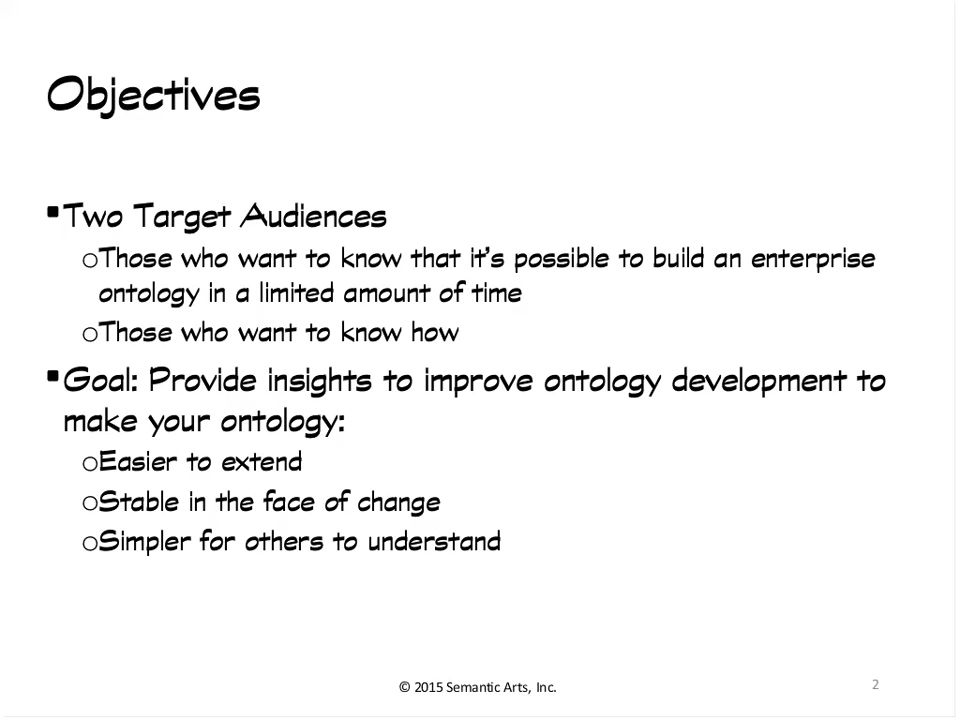 Objectives
▪Two Target Audiences
oThose who want to know that it's possible to build an enterprise
ontology in a limited amount of time
oThose who want to know how
▪Goal: Provide insights to improve ontology development to
make your ontology:
oEasier to extend
oStable in the face of change
oSimpler for others to understand
© 2015 Semantic Arts, Inc.
2